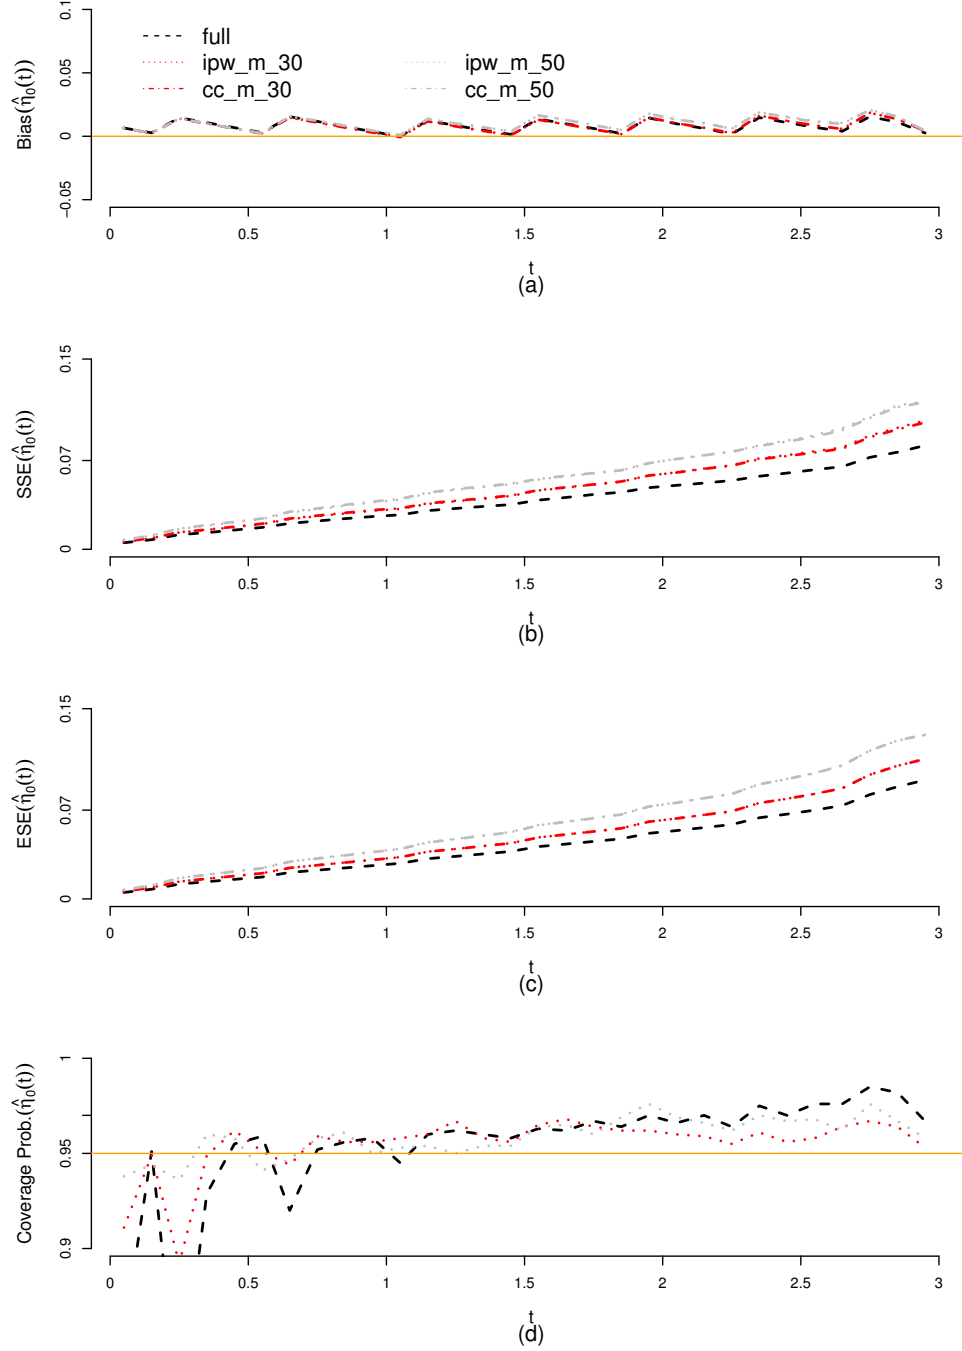 Bias(η̂₀(t))
0.1
0.05
0
−0.05
full
ipw_m_30
ipw_m_50
cc_m_30
cc_m_50
0 0.5 1 1.5 2 2.5 3
t
(a)
SSE(η̂₀(t))
0.15
0.07
0
0 0.5 1 1.5 2 2.5 3
t
(b)
ESE(η̂₀(t))
0.15
0.07
0
0 0.5 1 1.5 2 2.5 3
t
(c)
Coverage Prob.(η̂₀(t))
1
0.95
0.9
0 0.5 1 1.5 2 2.5 3
t
(d)